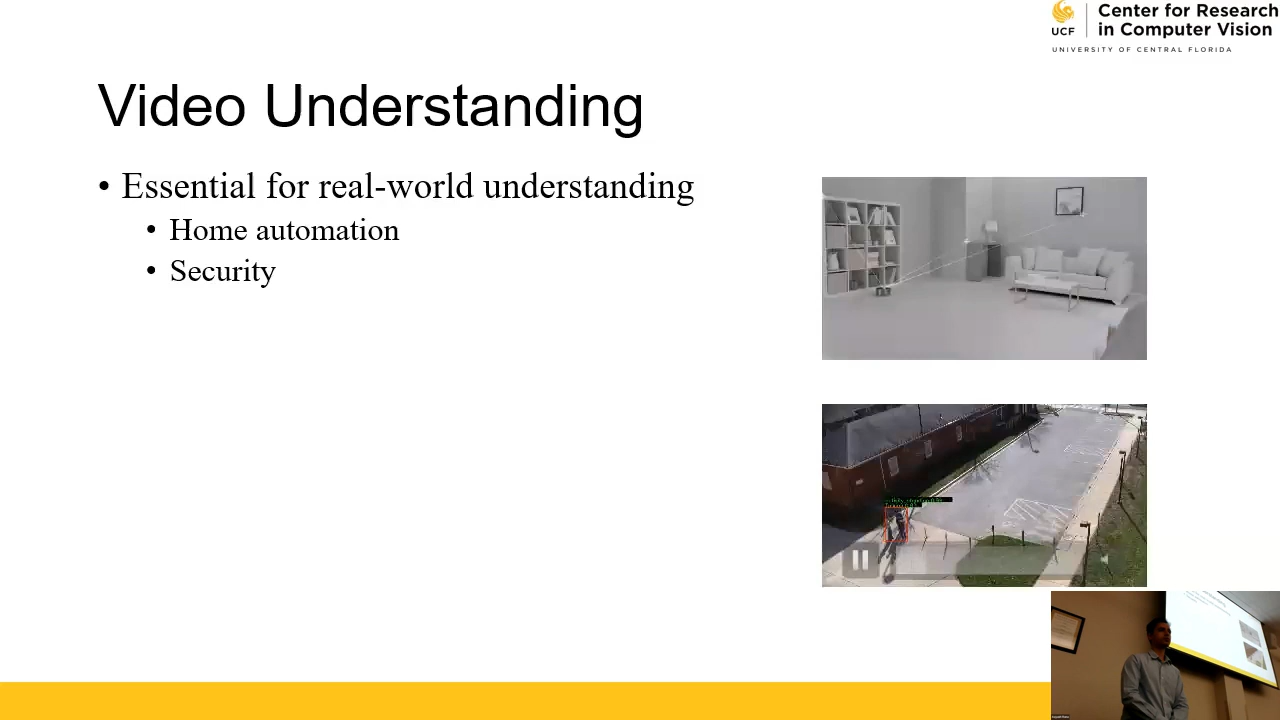 Center for Research
in Computer Vision
UCF
UNIVERSITY OF CENTRAL FLORIDA
Video Understanding
• Essential for real-world understanding
• Home automation
• Security